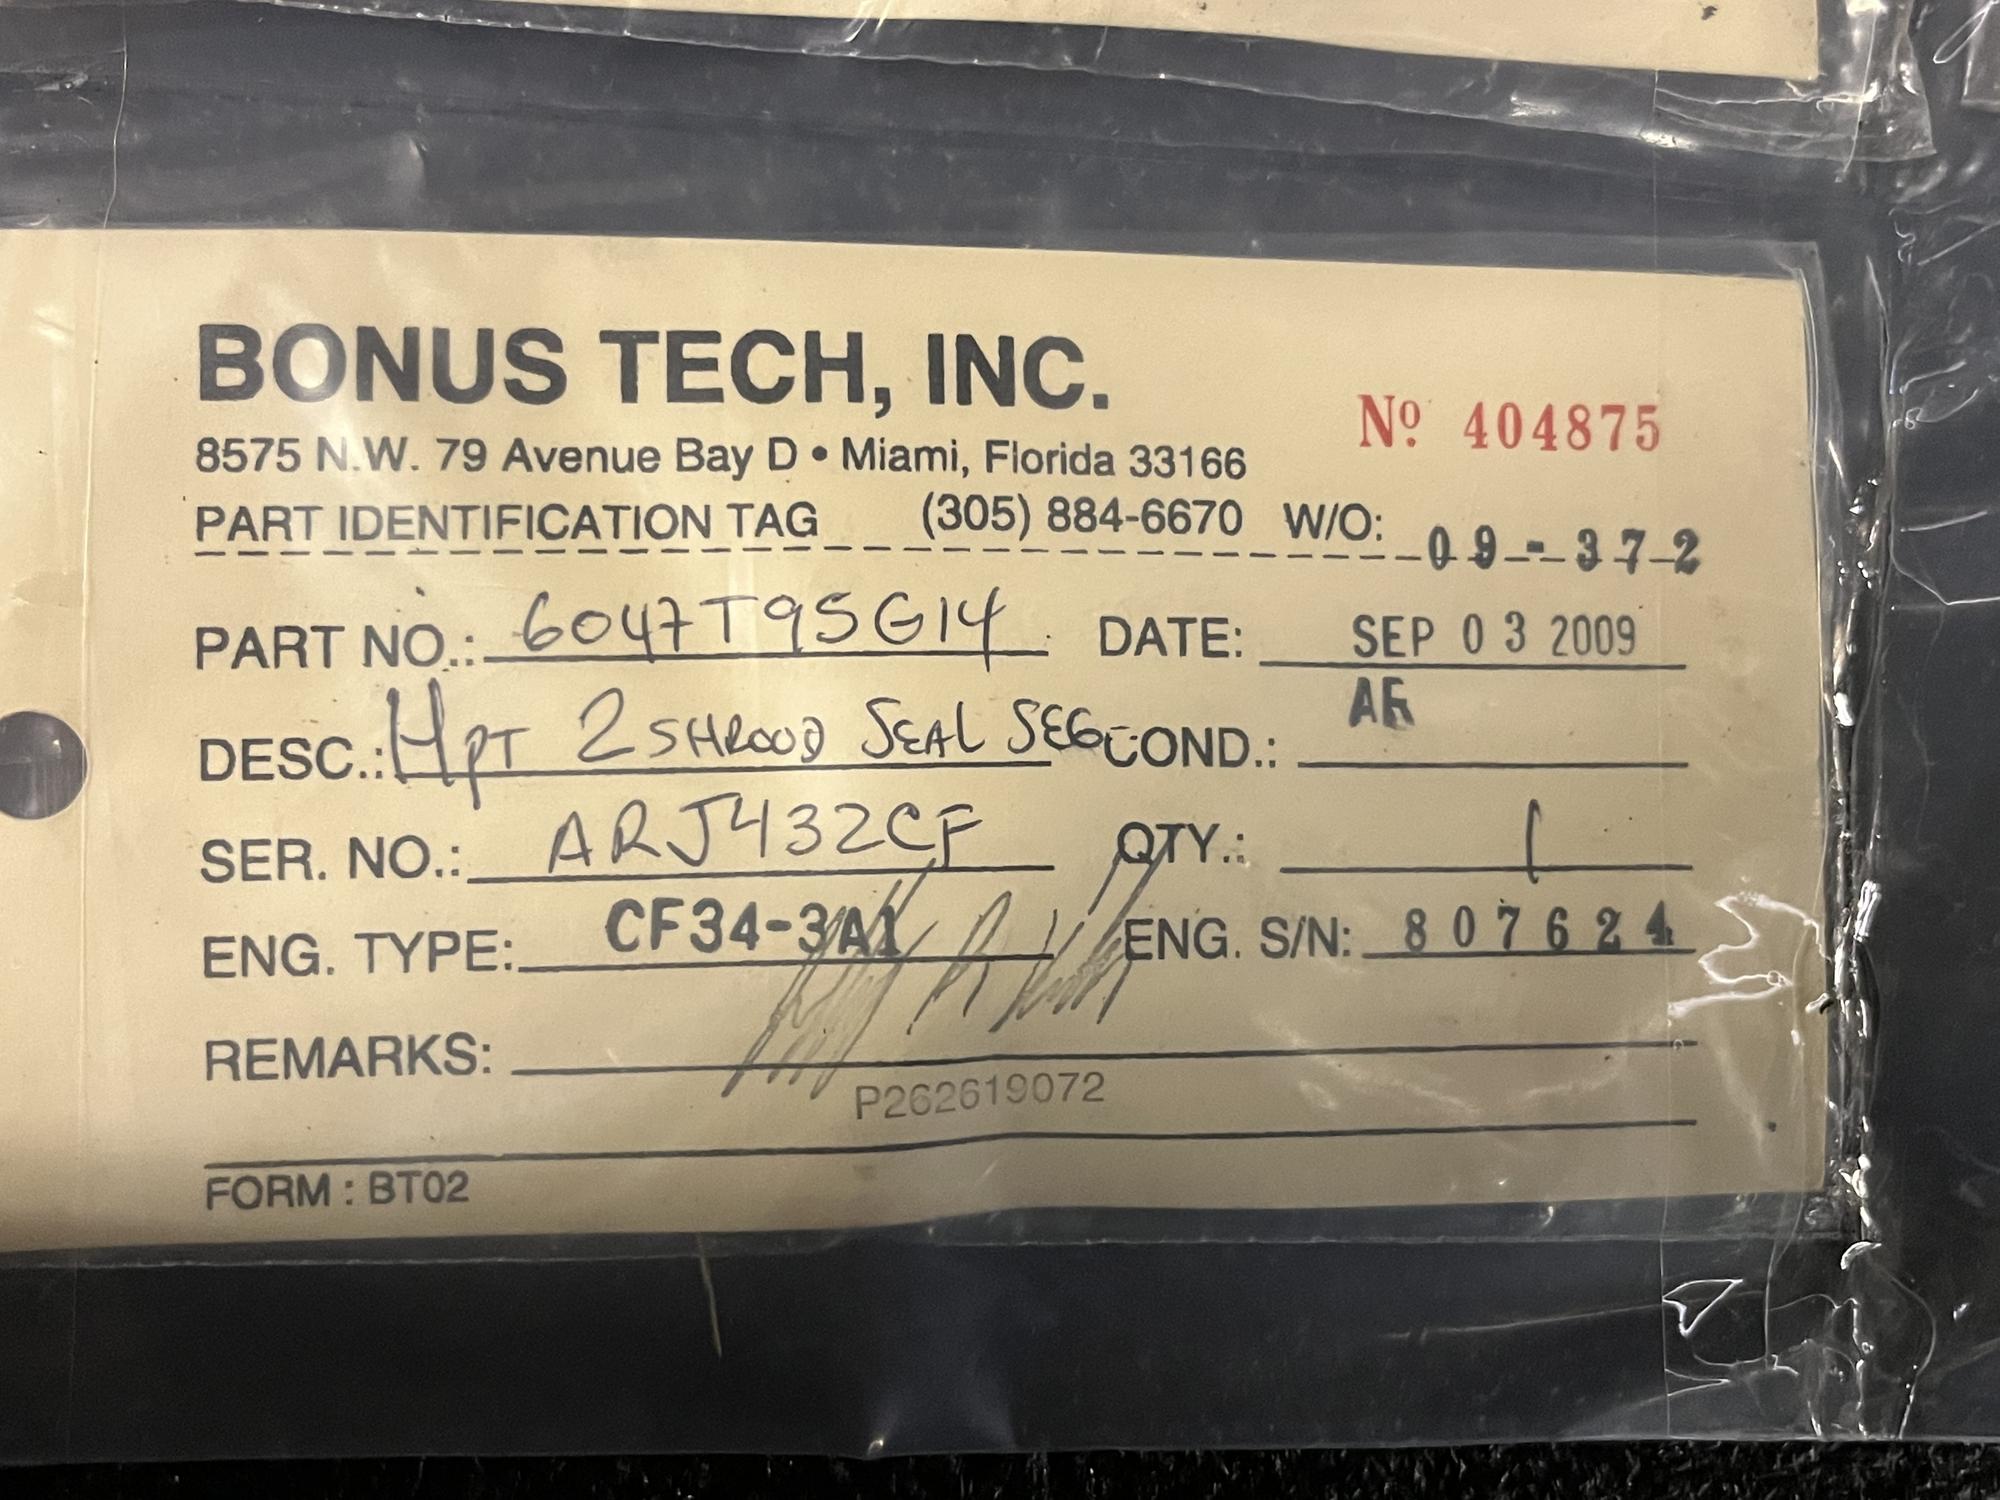 BONUS TECH, INC.
Nº 404875
8575 N.W. 79 Avenue Bay D • Miami, Florida 33166
PART IDENTIFICATION TAG (305) 884-6670 W/O: 09-372
PART NO.: 6047T95G14 DATE: SEP 03 2009
DESC.: HPT 2 SHROUD SEAL SEG COND.: AR
SER. NO.: ARJ432CF QTY.: 1
ENG. TYPE: CF34-3A1 ENG. S/N: 807624
REMARKS:
P262619072
FORM : BT02